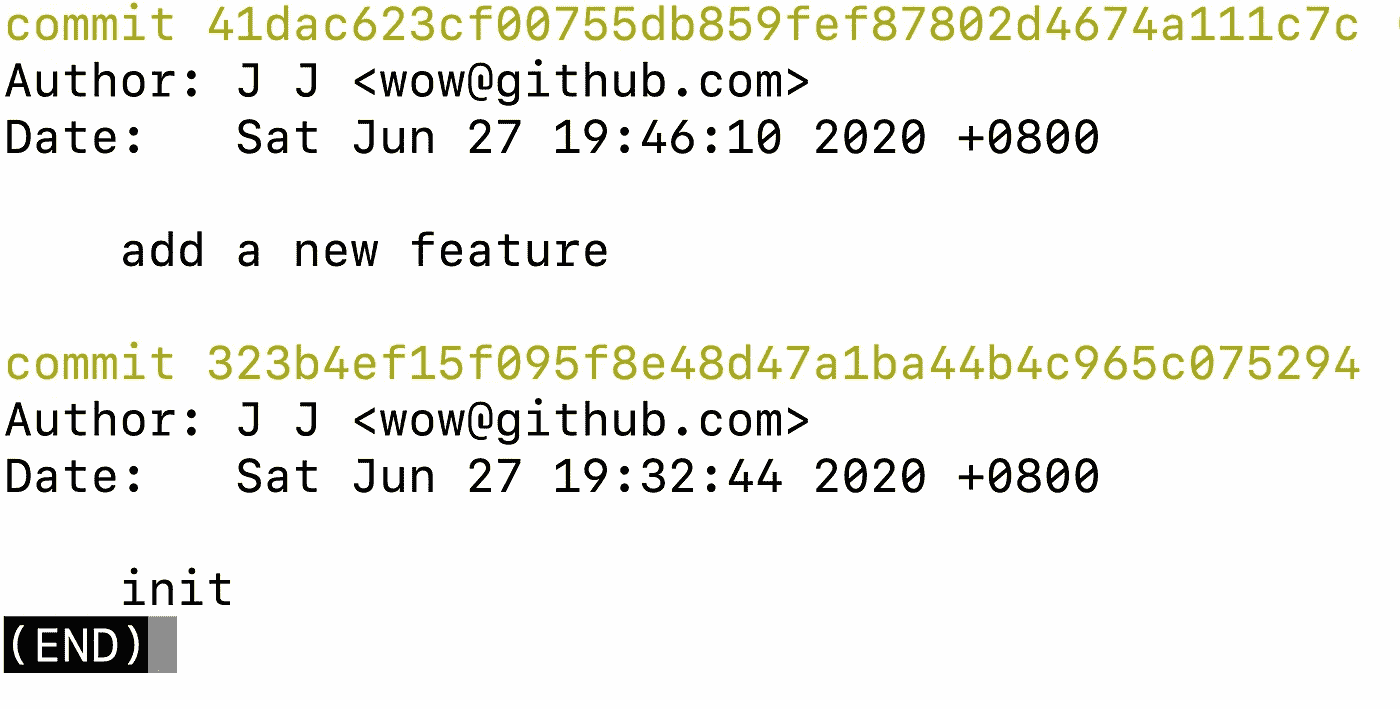 commit 41dac623cf00755db859fef87802d4674a111c7c
Author: J J <wow@github.com>
Date:   Sat Jun 27 19:46:10 2020 +0800
add a new feature
commit 323b4ef15f095f8e48d47a1ba44b4c965c075294
Author: J J <wow@github.com>
Date:   Sat Jun 27 19:32:44 2020 +0800
init
(END)